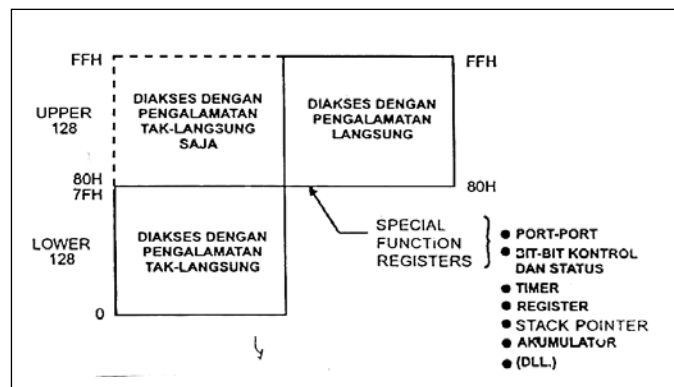 FFH
UPPER
128
80H
7FH
LOWER
128
0
DIAKSES DENGAN
PENGALAMATAN
TAK-LANGSUNG
SAJA
DIAKSES DENGAN
PENGALAMATAN
LANGSUNG
FFH
80H
DIAKSES DENGAN
PENGALAMATAN
TAK-LANGSUNG
SPECIAL
FUNCTION
REGISTERS
PORT-PORT
BIT-BIT KONTROL
DAN STATUS
TIMER
REGISTER
STACK POINTER
AKUMULATOR
(DLL.)